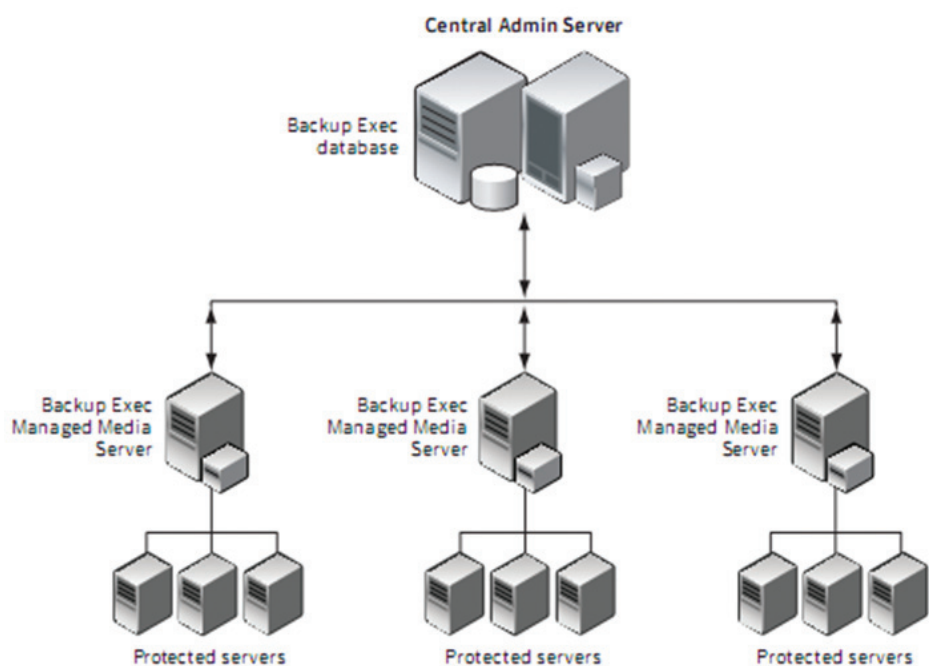 Central Admin Server
Backup Exec
database
Backup Exec
Managed Media
Server
Backup Exec
Managed Media
Server
Backup Exec
Managed Media
Server
Protected servers
Protected servers
Protected servers